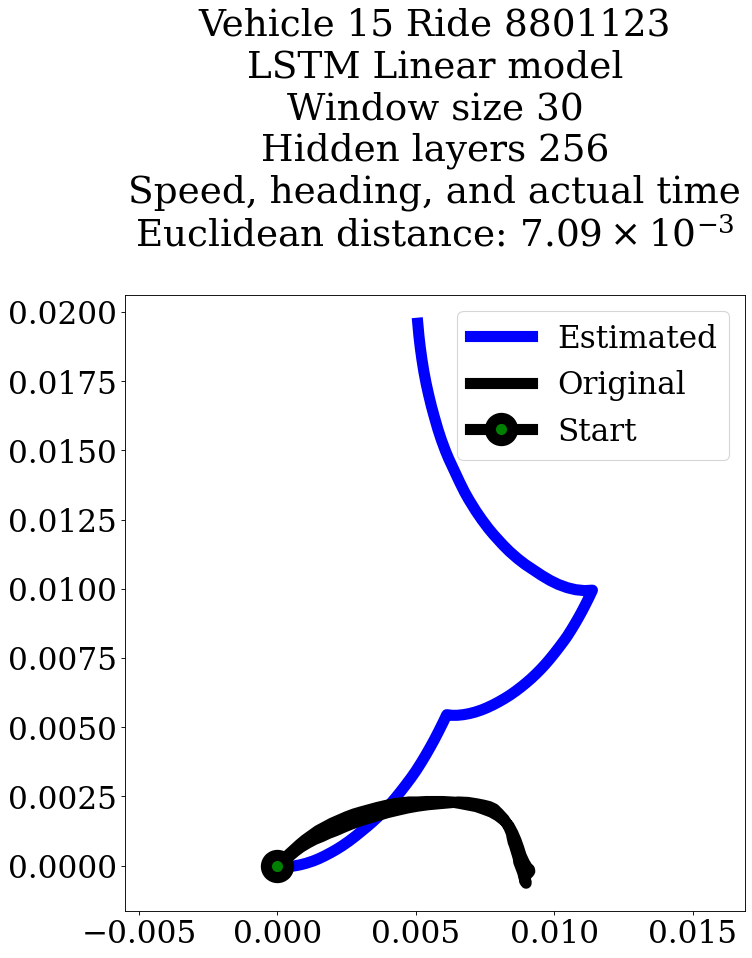 Vehicle 15 Ride 8801123
LSTM Linear model
Window size 30
Hidden layers 256
Speed, heading, and actual time
Euclidean distance: 7.09 × 10⁻³
0.0200
0.0175
0.0150
0.0125
0.0100
0.0075
0.0050
0.0025
0.0000
Estimated
Original
Start
−0.005 0.000 0.005 0.010 0.015